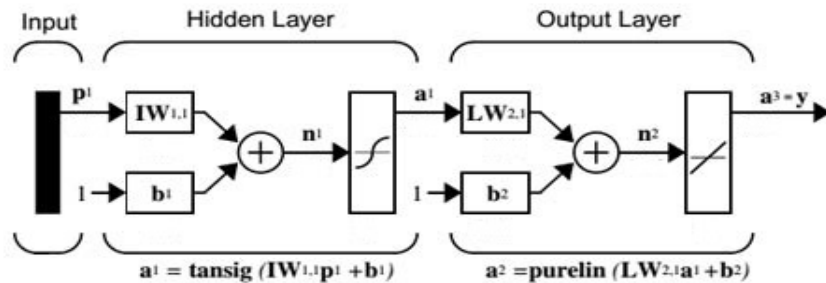 Input
Hidden Layer
Output Layer
p¹
IW1,1
a¹
LW2,1
a³ = y
n¹
n²
1
b¹
1
b²
a¹ = tansig (IW1,1p¹ +b1)
a² =purelin (LW2,1a¹ +b2)